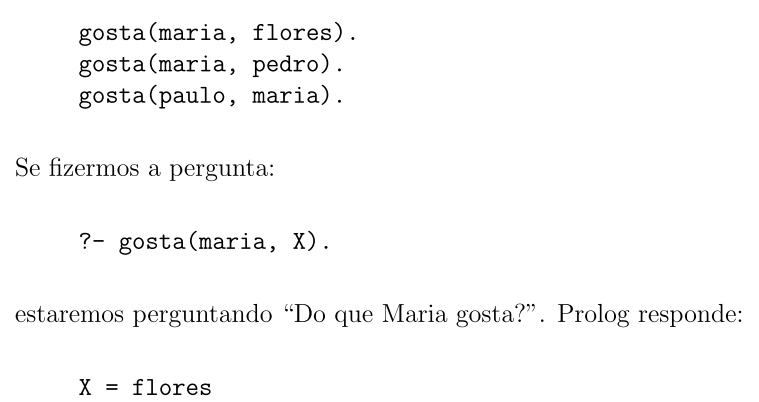 gosta(maria, flores).
gosta(maria, pedro).
gosta(paulo, maria).
Se fizermos a pergunta:
?- gosta(maria, X).
estaremos perguntando “Do que Maria gosta?”. Prolog responde:
X = flores